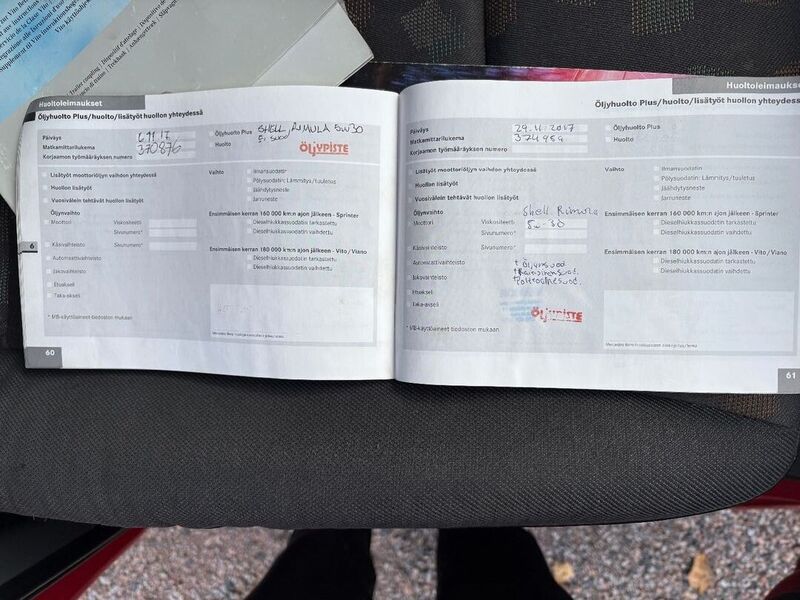 Huoltoleimaukset
Öljyhuolto Plus/huolto/lisätyöt huollon yhteydessä
Päiväys
Matkamittarilukema 370876
Korjaamon työmääräyksen numero
Öljyhuolto Plus SHELL RIMULA 5W30
Huolto
ÖLJYPISTE
Lisätyöt moottoriöljyn vaihdon yhteydessä
Huollon lisätyöt
Vuosivälein tehtävät huollon lisätyöt
Öljynvaihto
Moottori Viskositeetti
Sivunumero*
Käsivaihteisto Sivunumero*
Automaattivaihteisto
Jakovaihteisto
Etuakseli
Taka-akseli
* MB-käyttöaineet tiedoston mukaan
Vaihto
Ilmansuodatin
Pölysuodatin: Lämmitys/tuuletus
Jäähdytysneste
Jarruneste
Ensimmäisen kerran 160 000 km:n ajon jälkeen - Sprinter
Dieselhiukkassuodatin tarkastettu
Dieselhiukkassuodatin vaihdettu
Ensimmäisen kerran 180 000 km:n ajon jälkeen - Vito / Viano
Dieselhiukkassuodatin tarkastettu
Dieselhiukkassuodatin vaihdettu
6
60
Huoltoleimaukset
Öljyhuolto Plus/huolto/lisätyöt huollon yhteydessä
Päiväys 29.11.2017
Matkamittarilukema 374959
Korjaamon työmääräyksen numero
Öljyhuolto Plus
Huolto
Lisätyöt moottoriöljyn vaihdon yhteydessä
Huollon lisätyöt
Vuosivälein tehtävät huollon lisätyöt
Öljynvaihto Shell Rimula
Moottori Viskositeetti 5w-30
Sivunumero*
Käsivaihteisto Sivunumero*
Automaattivaihteisto + Öljynsuod.
Jakovaihteisto
Etuakseli
Taka-akseli
ÖLJYPISTE
* MB-käyttöaineet tiedoston mukaan
Vaihto
Ilmansuodatin
Pölysuodatin: Lämmitys/tuuletus
Jäähdytysneste
Jarruneste
Ensimmäisen kerran 160 000 km:n ajon jälkeen - Sprinter
Dieselhiukkassuodatin tarkastettu
Dieselhiukkassuodatin vaihdettu
Ensimmäisen kerran 180 000 km:n ajon jälkeen - Vito / Viano
Dieselhiukkassuodatin tarkastettu
Dieselhiukkassuodatin vaihdettu
61